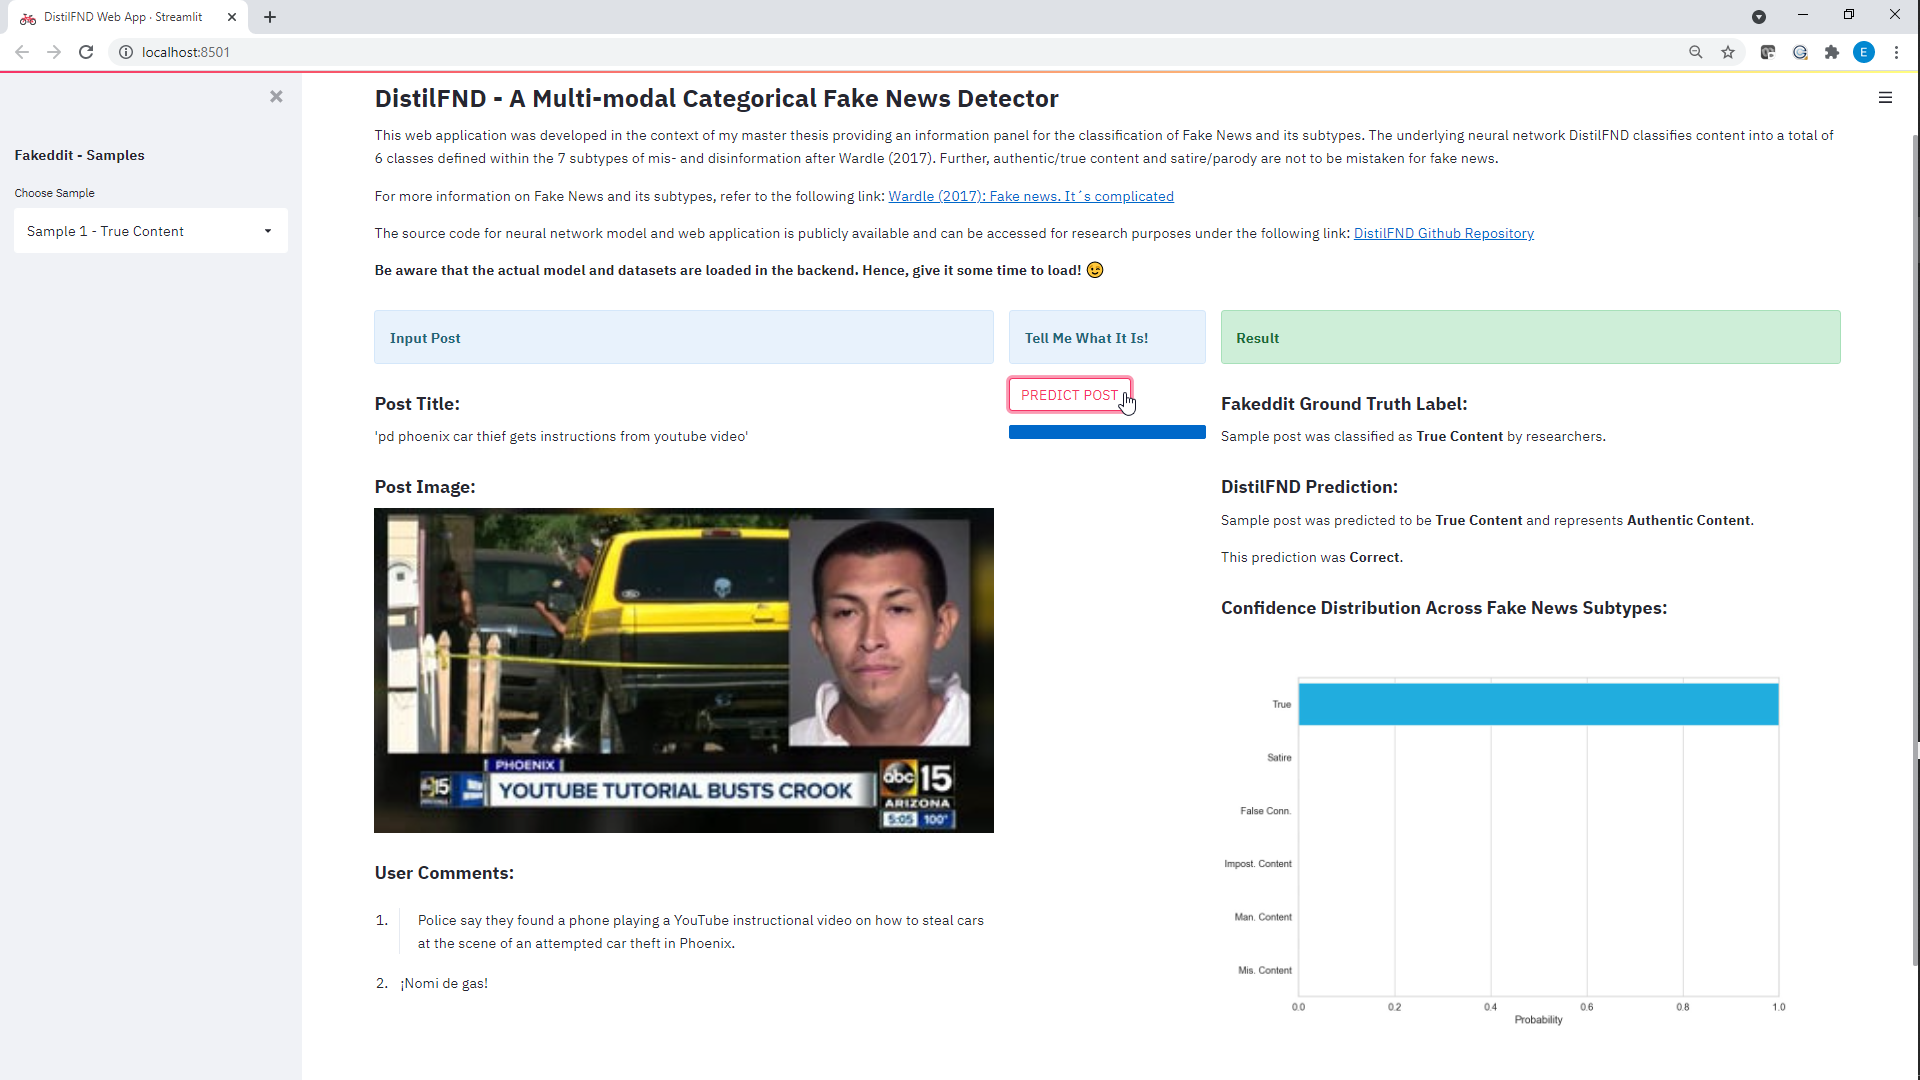 DistilFND Web App · Streamlit
localhost:8501
E
Fakeddit - Samples
Choose Sample
Sample 1 - True Content
DistilFND - A Multi-modal Categorical Fake News Detector
This web application was developed in the context of my master thesis providing an information panel for the classification of Fake News and its subtypes. The underlying neural network DistilFND classifies content into a total of
6 classes defined within the 7 subtypes of mis- and disinformation after Wardle (2017). Further, authentic/true content and satire/parody are not to be mistaken for fake news.
For more information on Fake News and its subtypes, refer to the following link: Wardle (2017): Fake news. It´s complicated
The source code for neural network model and web application is publicly available and can be accessed for research purposes under the following link: DistilFND Github Repository
Be aware that the actual model and datasets are loaded in the backend. Hence, give it some time to load! 😉
Input Post
Post Title:
'pd phoenix car thief gets instructions from youtube video'
Post Image:
PHOENIX
YOUTUBE TUTORIAL BUSTS CROOK
abc 15
ARIZONA
5:05 100°
User Comments:
1. Police say they found a phone playing a YouTube instructional video on how to steal cars
at the scene of an attempted car theft in Phoenix.
2. ¡Nomi de gas!
Tell Me What It Is!
PREDICT POST
Result
Fakeddit Ground Truth Label:
Sample post was classified as True Content by researchers.
DistilFND Prediction:
Sample post was predicted to be True Content and represents Authentic Content.
This prediction was Correct.
Confidence Distribution Across Fake News Subtypes:
True
Satire
False Conn.
Impost. Content
Man. Content
Mis. Content
0.0 0.2 0.4 0.6 0.8 1.0
Probability